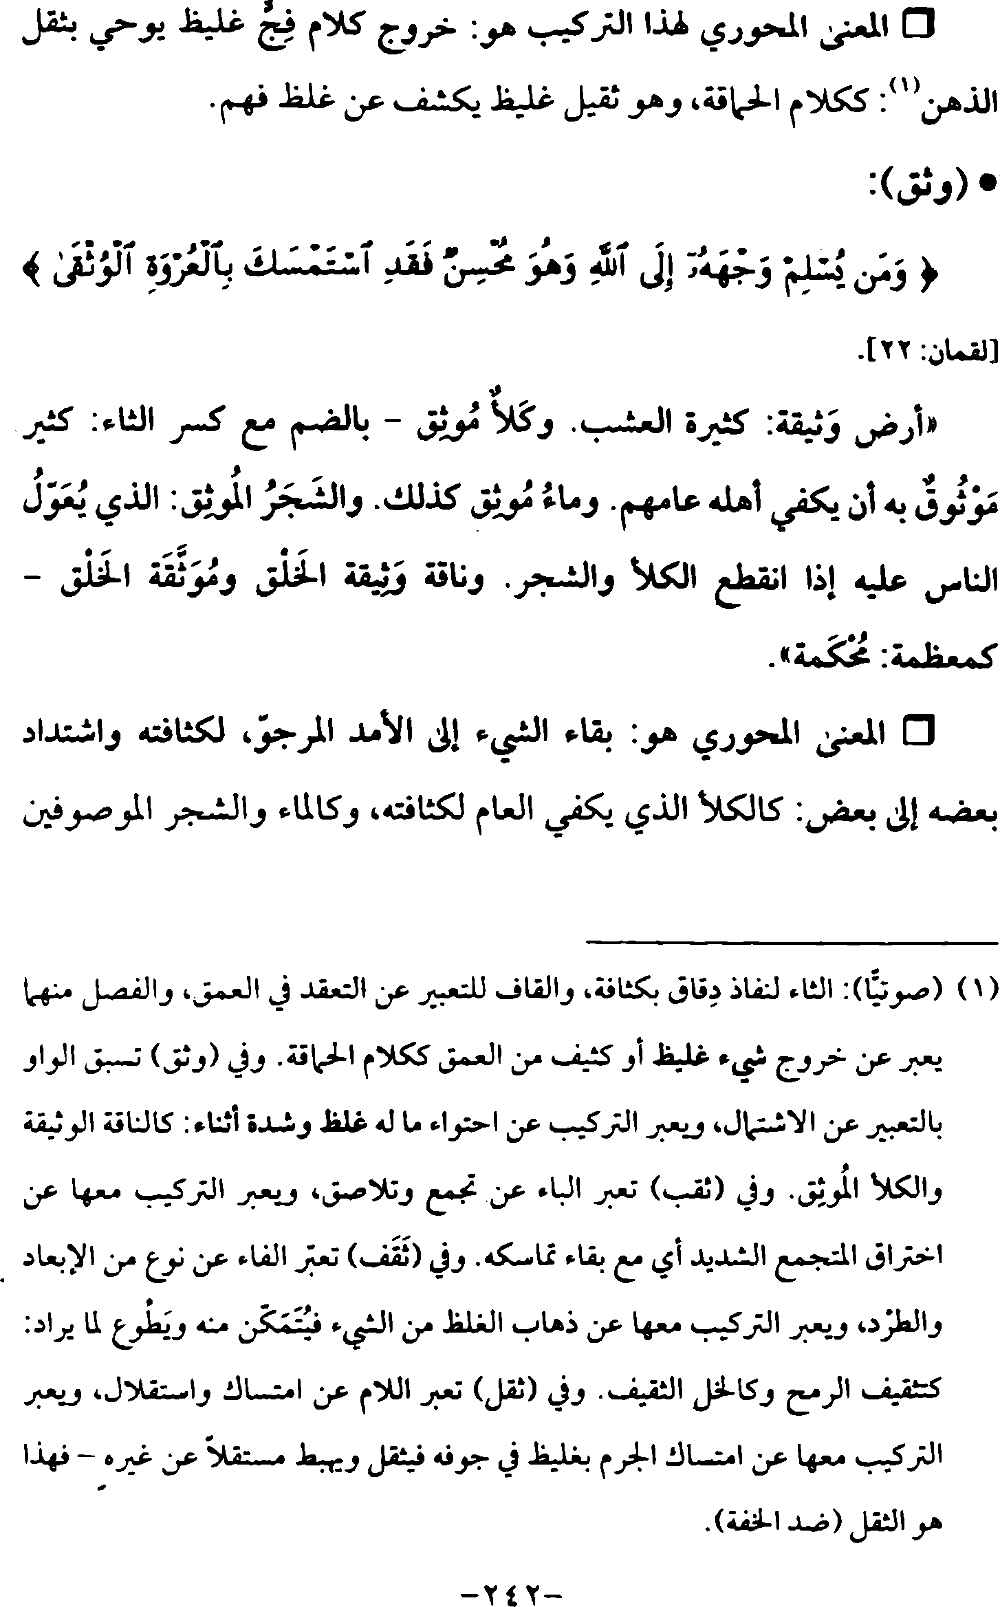 ❑ المعنىٰ المحوري لهذا التركيب هو: خروج كلام فِجٍّ غليظ يوحي بثقل
الذهن(١): ككلام الحماقة، وهو ثقيل غليظ يكشف عن غلظ فهم.
• (وثق):
﴿ وَمَن يُسْلِمْ وَجْهَهُۥٓ إِلَى ٱللَّهِ وَهُوَ مُحْسِنٌ فَقَدِ ٱسْتَمْسَكَ بِٱلْعُرْوَةِ ٱلْوُثْقَىٰ ﴾
[لقمان: ٢٢].
«أرض وَثيقة: كثيرة العشب. وكَلأٌ مُوثِق – بالضم مع كسر الثاء: كثير
مَوْثُوقٌ به أن يكفي أهله عامهم. وماءُ مُوثِق كذلك. والشَجَرُ المُوثِق: الذي يُعَوّلُ
الناس عليه إذا انقطع الكلأ والشجر. وناقة وَثِيقة الخَلْق ومُوَثَّقَة الخَلْق –
كمعظمة: مُحْكَمة».
❑ المعنىٰ المحوري هو: بقاء الشيء إلىٰ الأمد المرجوّ، لكثافته واشتداد
بعضه إلىٰ بعض: كالكلأ الذي يكفي العام لكثافته، وكالماء والشجر الموصوفين
(١) (صوتيًّا): الثاء لنفاذ دِقاق بكثافة، والقاف للتعبير عن التعقد في العمق، والفصل منهما
يعبر عن خروج شيء غليظ أو كثيف من العمق ككلام الحماقة. وفي (وثق) تسبق الواو
بالتعبير عن الاشتمال، ويعبر التركيب عن احتواء ما له غلظ وشدة أثناء: كالناقة الوثيقة
والكلأ المُوثِق. وفي (ثقب) تعبر الباء عن تجمع وتلاصق، ويعبر التركيب معها عن
اختراق المتجمع الشديد أي مع بقاء تماسكه. وفي (ثَقَف) تعبّر الفاء عن نوع من الإبعاد
والطرْد، ويعبر التركيب معها عن ذهاب الغلظ من الشيء فيُتَمَكّن منه ويَطُوع لما يراد:
كتثقيف الرمح وكالخل الثقيف. وفي (ثقل) تعبر اللام عن امتساك واستقلال، ويعبر
التركيب معها عن امتساك الجرم بغليظ في جوفه فيثقل ويهبط مستقلاً عن غيره – فهذا
هو الثقل (ضد الخفة).
–٢٤٢–